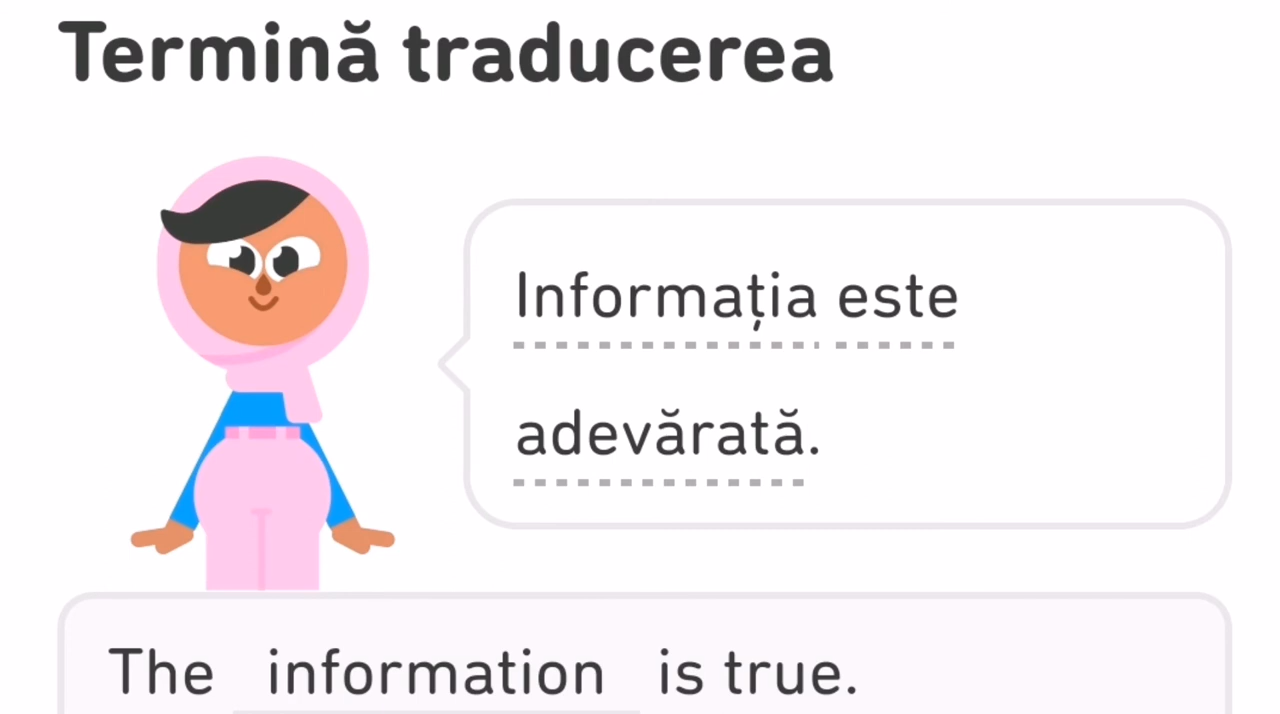 Termină traducerea
Informația este
adevărată.
The information is true.